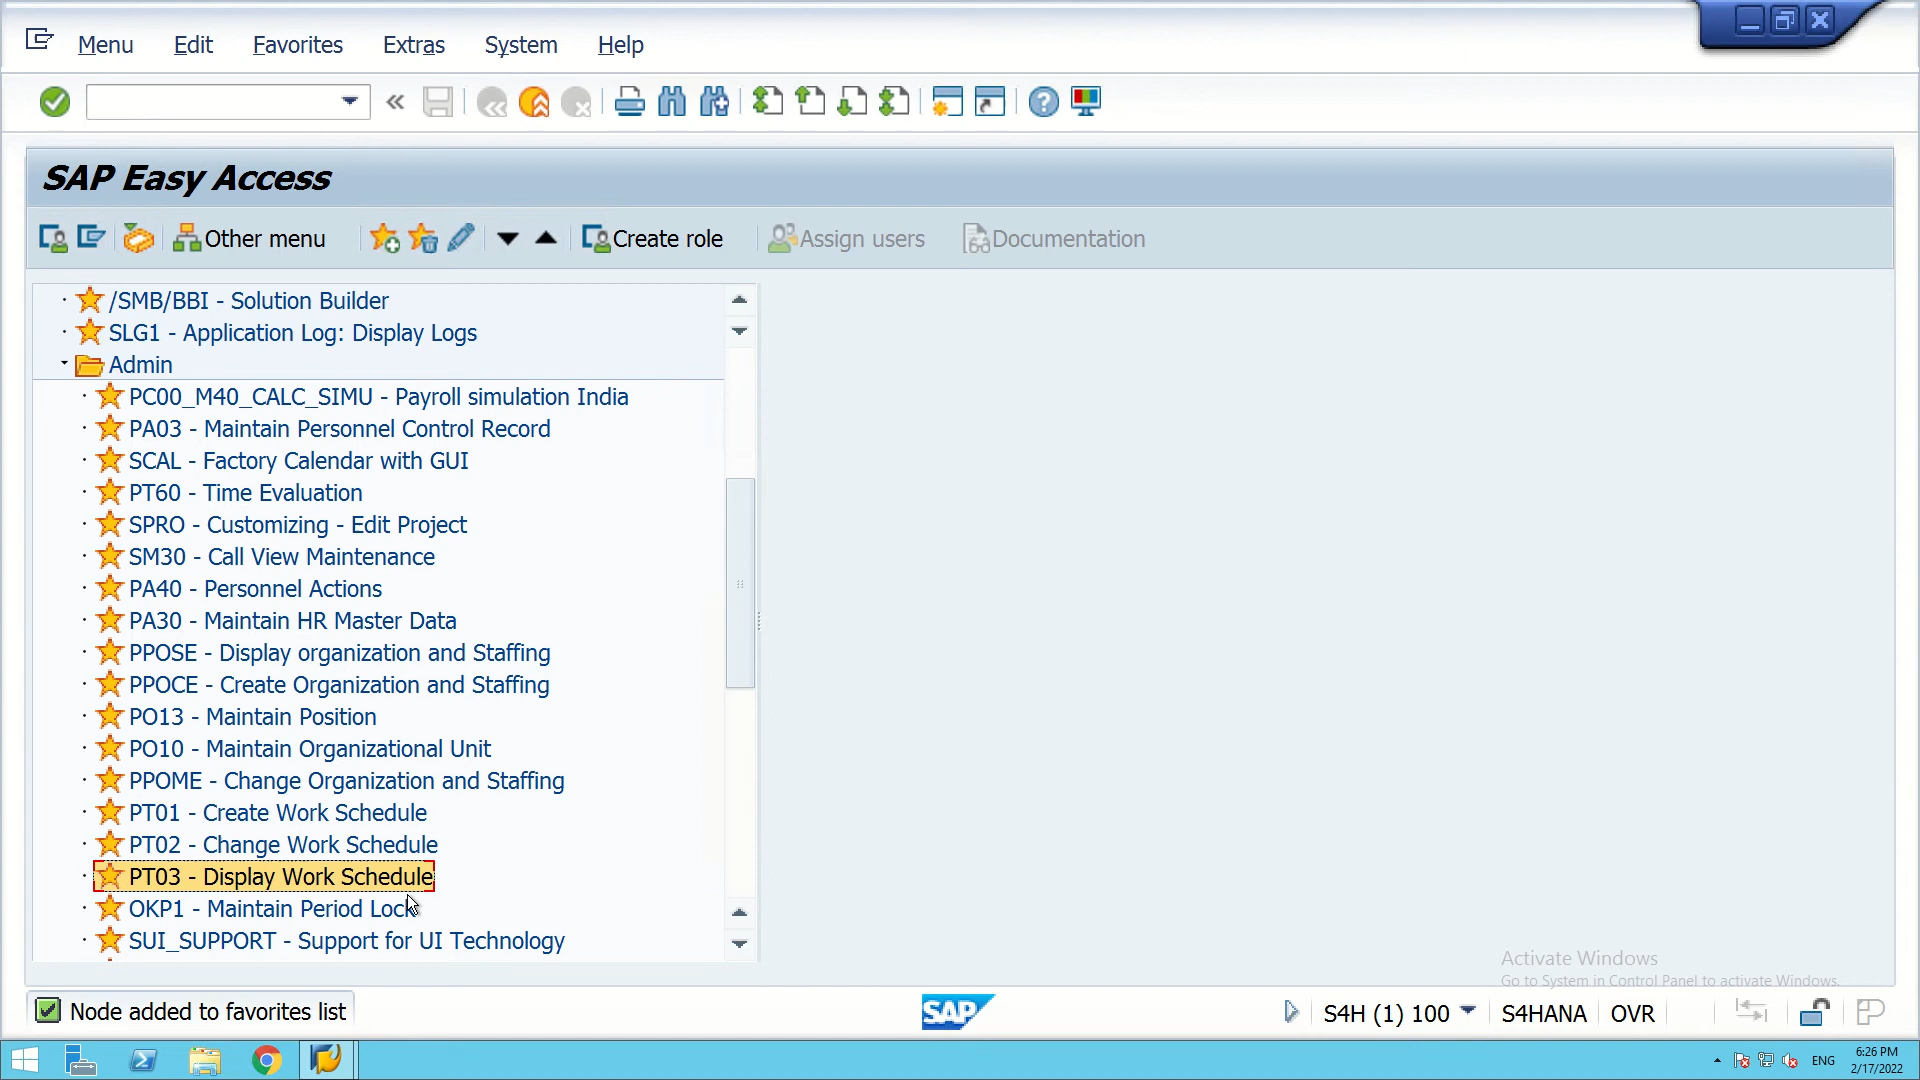 Menu Edit Favorites Extras System Help
SAP Easy Access
Other menu Create role Assign users Documentation
/SMB/BBI - Solution Builder
SLG1 - Application Log: Display Logs
Admin
PC00_M40_CALC_SIMU - Payroll simulation India
PA03 - Maintain Personnel Control Record
SCAL - Factory Calendar with GUI
PT60 - Time Evaluation
SPRO - Customizing - Edit Project
SM30 - Call View Maintenance
PA40 - Personnel Actions
PA30 - Maintain HR Master Data
PPOSE - Display organization and Staffing
PPOCE - Create Organization and Staffing
PO13 - Maintain Position
PO10 - Maintain Organizational Unit
PPOME - Change Organization and Staffing
PT01 - Create Work Schedule
PT02 - Change Work Schedule
PT03 - Display Work Schedule
OKP1 - Maintain Period Lock
SUI_SUPPORT - Support for UI Technology
Activate Windows
Go to System in Control Panel to activate Windows.
Node added to favorites list SAP S4H (1) 100 S4HANA OVR
ENG 6:26 PM
2/17/2022